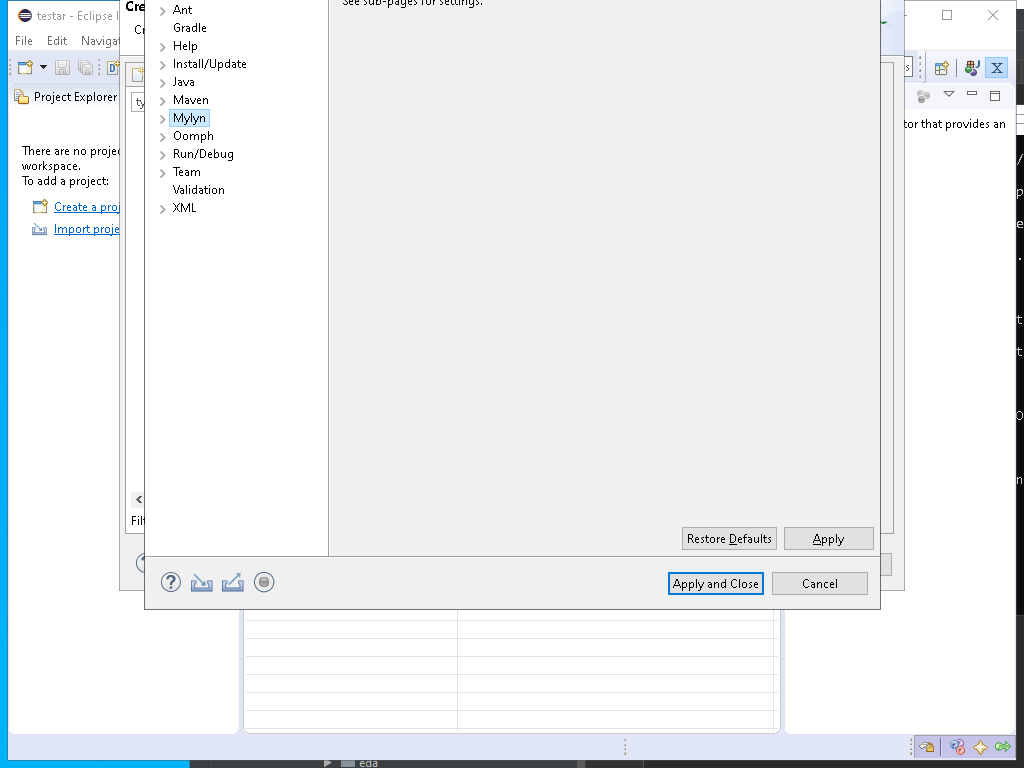 testar - Eclipse I
File Edit Navigat
Project Explorer
There are no projec
workspace.
To add a project:
Create a proj
Import proje
Cre
Cr
ty
Filt
Ant
Gradle
Help
Install/Update
Java
Maven
Mylyn
Oomph
Run/Debug
Team
Validation
XML
See sub-pages for settings.
Restore Defaults
Apply
Apply and Close
Cancel
tor that provides an
eda